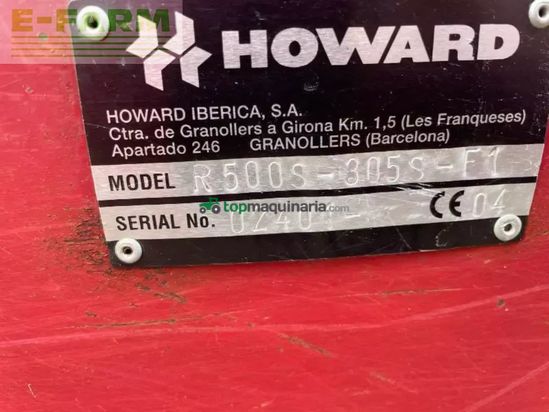 E-FORM
HOWARD
HOWARD IBERICA, S.A.
Ctra. de Granollers a Girona Km. 1,5 (Les Franqueses)
Apartado 246 GRANOLLERS (Barcelona)
MODEL R500S-305S-F1
topmaquinaria.com
SERIAL No. CE 04